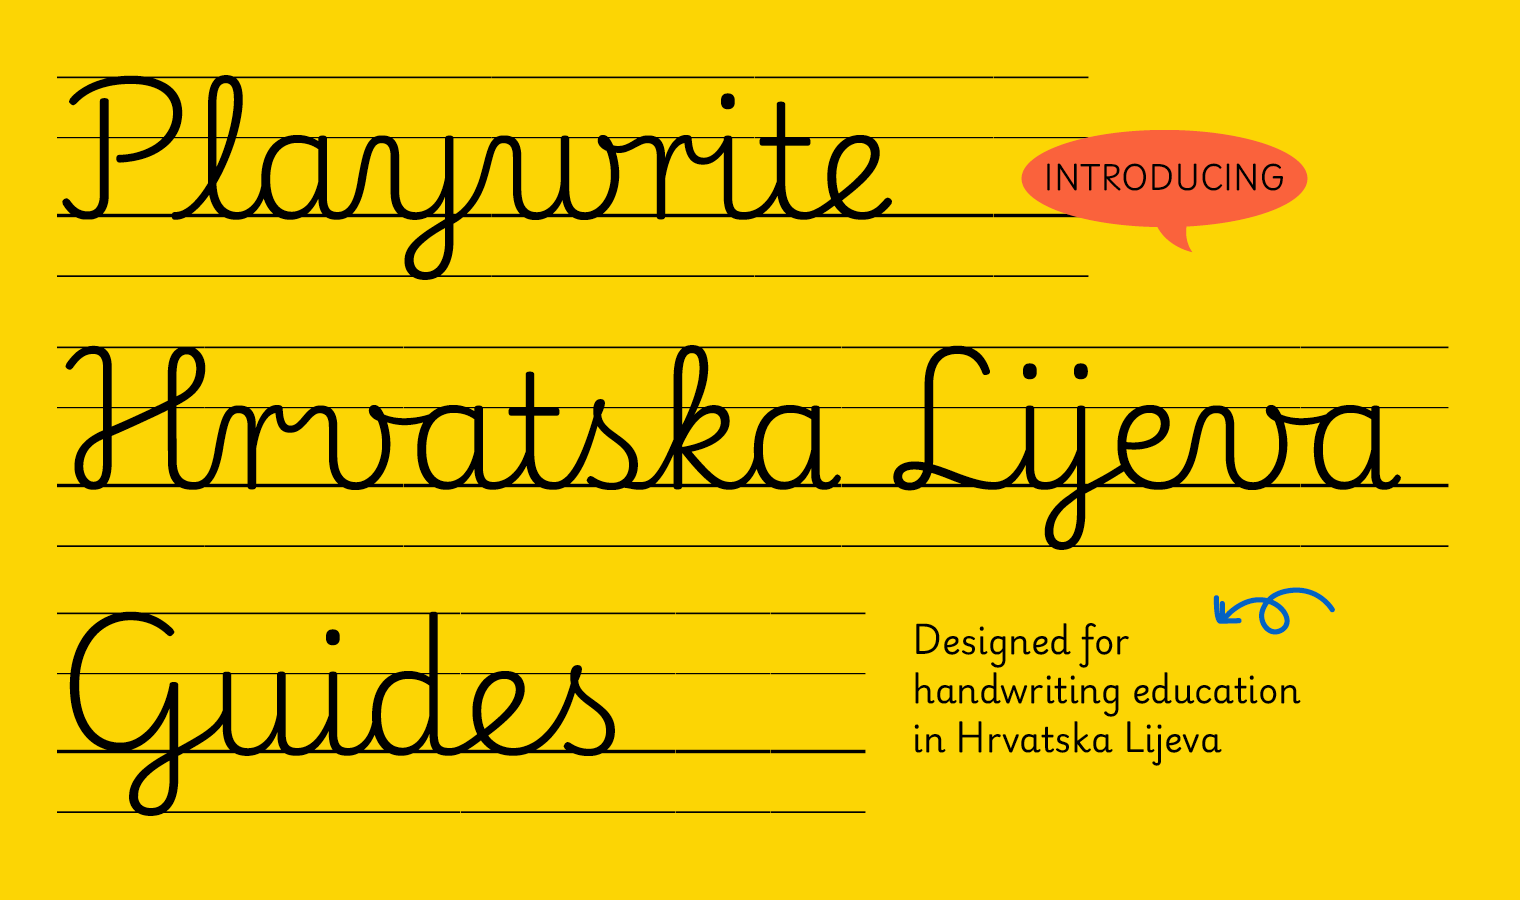 Playwrite
INTRODUCING
Hrvatska Lijeva
Guides
Designed for
handwriting education
in Hrvatska Lijeva